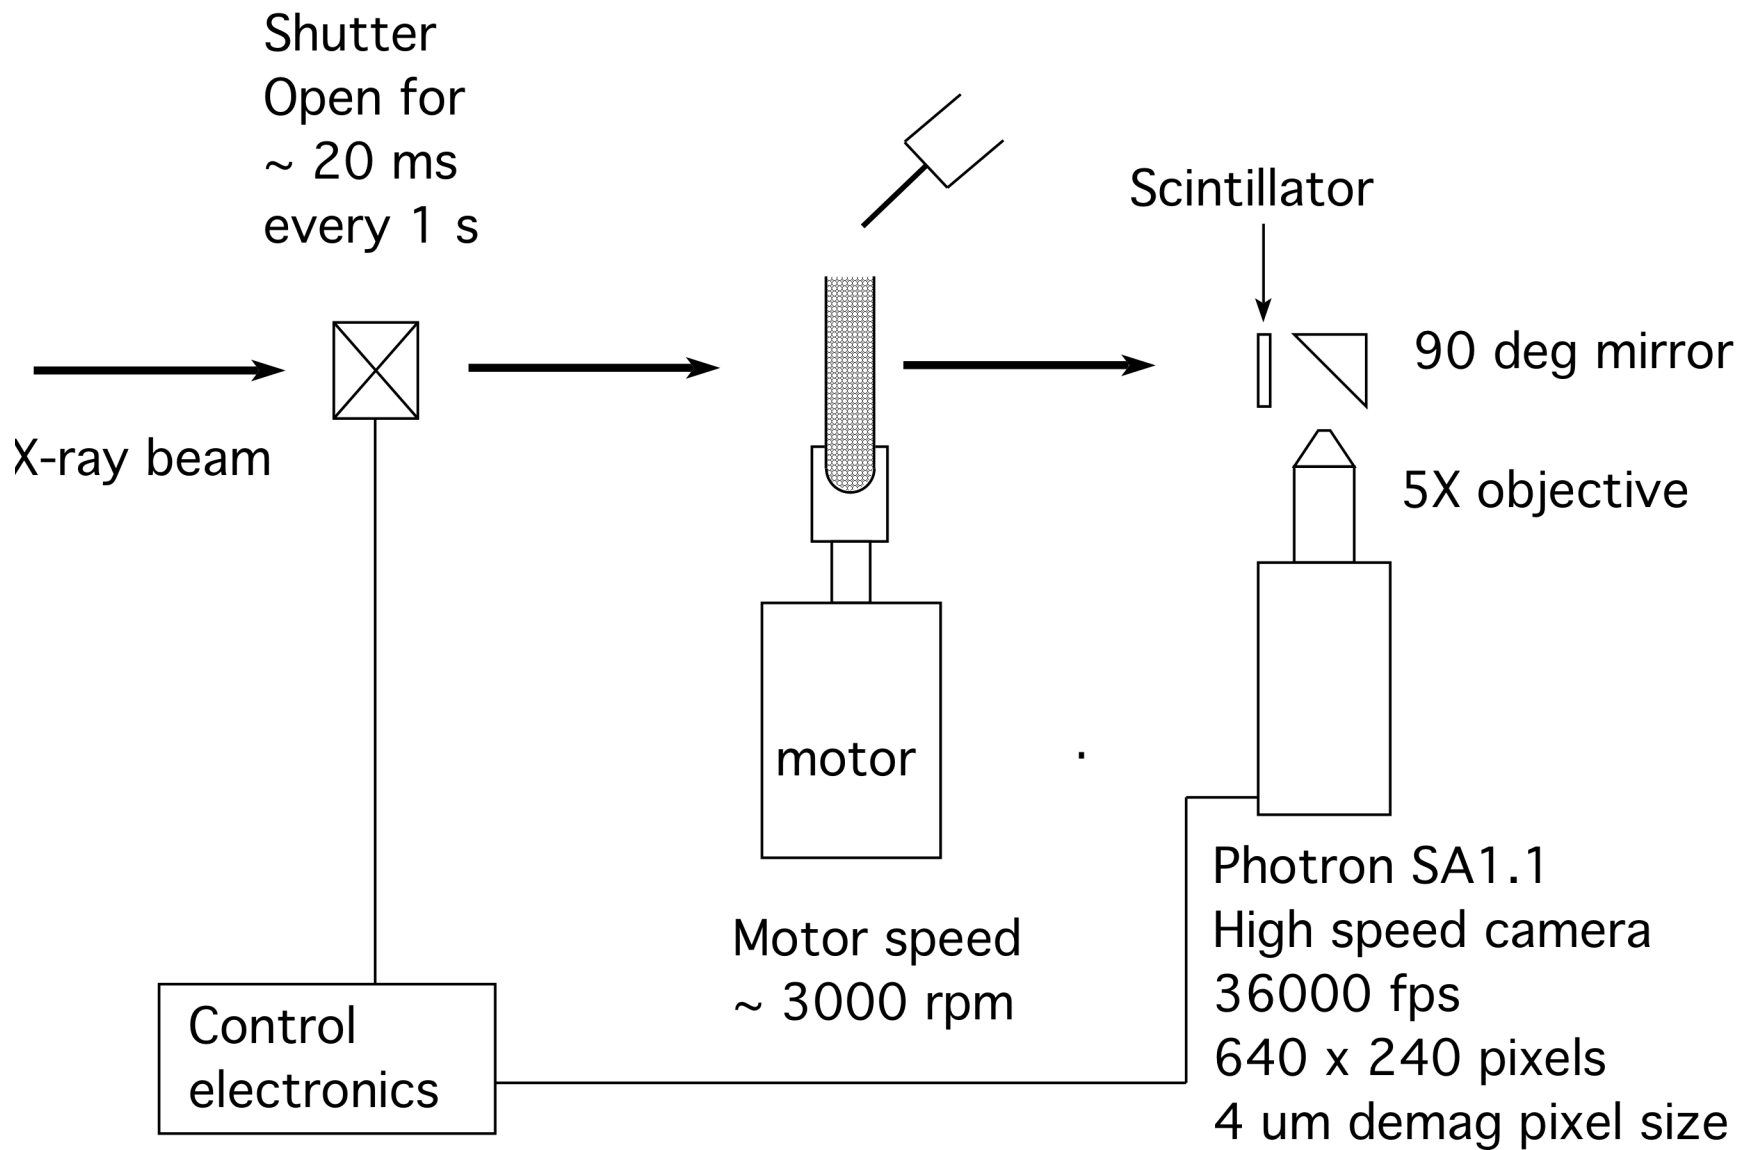 Shutter
Open for
~ 20 ms
every 1 s
Scintillator
90 deg mirror
X-ray beam
5X objective
motor
Motor speed
~ 3000 rpm
Photron SA1.1
High speed camera
36000 fps
640 x 240 pixels
4 um demag pixel size
Control
electronics